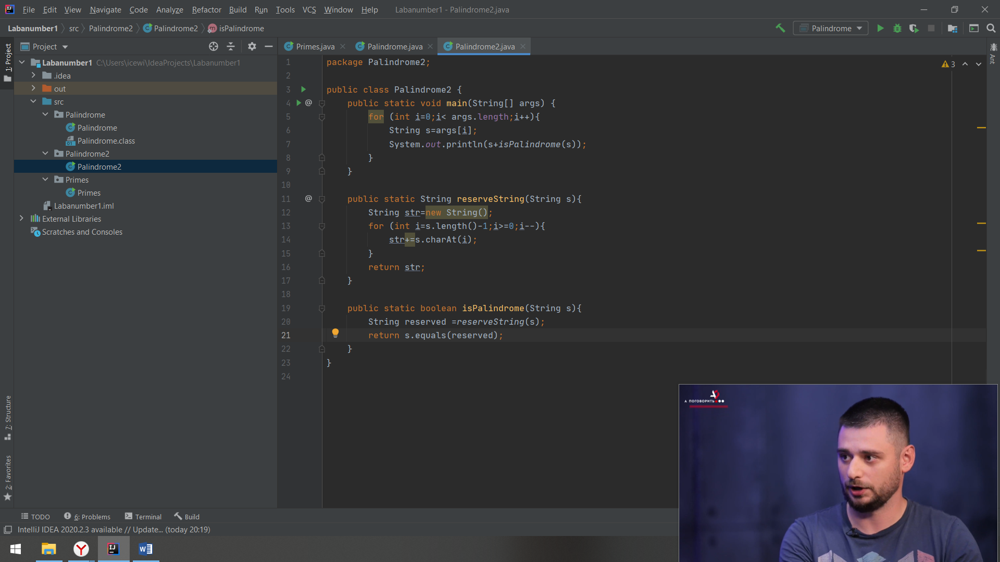 File Edit View Navigate Code Analyze Refactor Build Run Tools VCS Window Help Labanumber1 - Palindrome2.java
Labanumber1 src Palindrome2 Palindrome2 isPalindrome Palindrome
Project
Primes.java Palindrome.java Palindrome2.java
1: Project
Labanumber1 C:\Users\icewi\IdeaProjects\Labanumber1
.idea
out
src
Palindrome
Palindrome
Palindrome.class
Palindrome2
Palindrome2
Primes
Primes
Labanumber1.iml
External Libraries
Scratches and Consoles
7: Structure
2: Favorites
1 package Palindrome2;
2
3 public class Palindrome2 {
4 @ public static void main(String[] args) {
5 for (int i=0;i< args.length;i++){
6 String s=args[i];
7 System.out.println(s+isPalindrome(s));
8 }
9 }
10
11 @ public static String reserveString(String s){
12 String str=new String();
13 for (int i=s.length()-1;i>=0;i--){
14 str+=s.charAt(i);
15 }
16 return str;
17 }
18
19 public static boolean isPalindrome(String s){
20 String reserved =reserveString(s);
21 return s.equals(reserved);
22 }
23 }
24
3
Ant
А ПОГОВОРИТЬ
TODO 6: Problems Terminal Build
IntelliJ IDEA 2020.2.3 available // Update... (today 20:19)